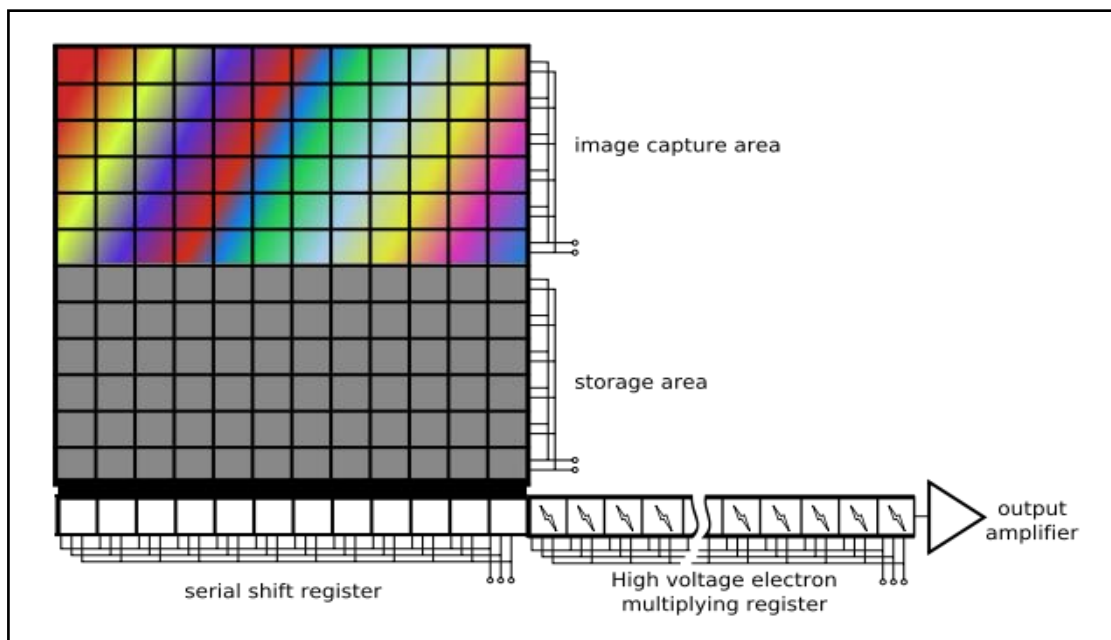 image capture area
storage area
output
amplifier
serial shift register
High voltage electron
multiplying register